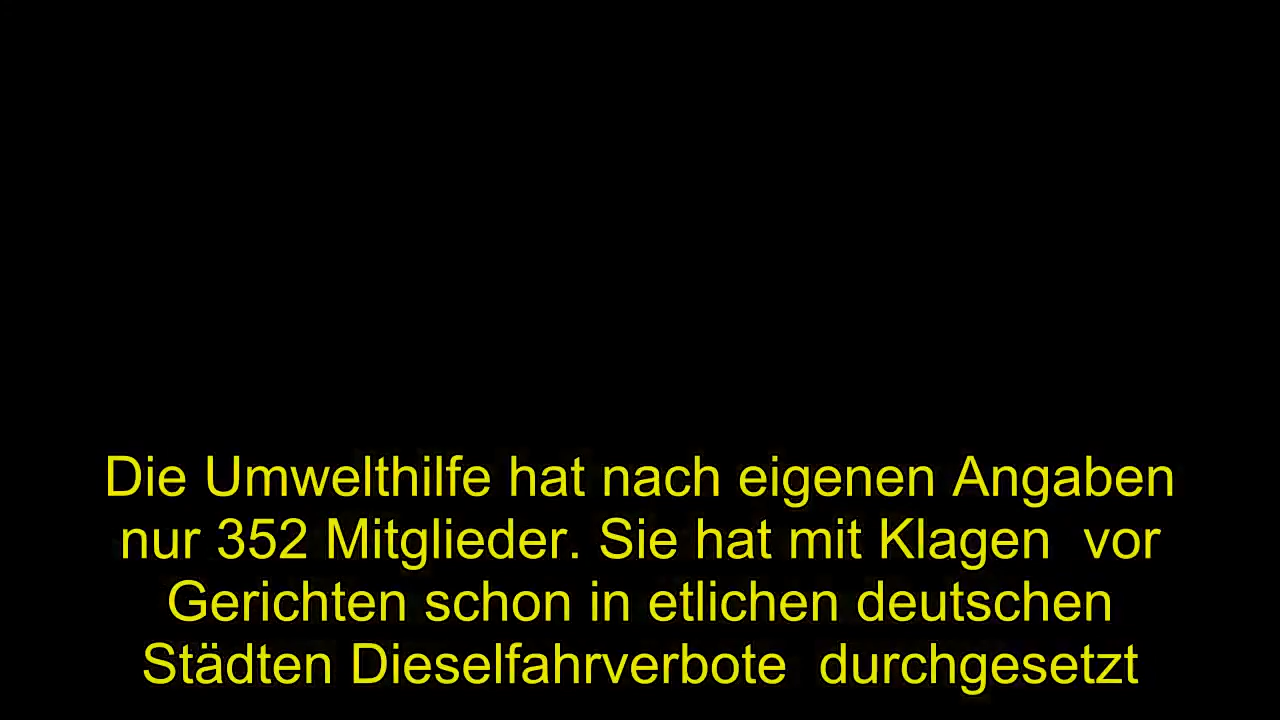 Die Umwelthilfe hat nach eigenen Angaben
nur 352 Mitglieder. Sie hat mit Klagen  vor
Gerichten schon in etlichen deutschen
Städten Dieselfahrverbote  durchgesetzt